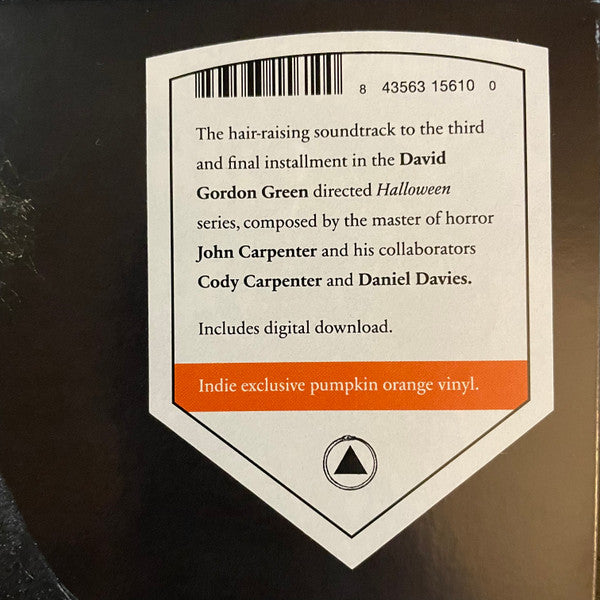 8 43563 15610 0
The hair-raising soundtrack to the third
and final installment in the David
Gordon Green directed Halloween
series, composed by the master of horror
John Carpenter and his collaborators
Cody Carpenter and Daniel Davies.
Includes digital download.
Indie exclusive pumpkin orange vinyl.